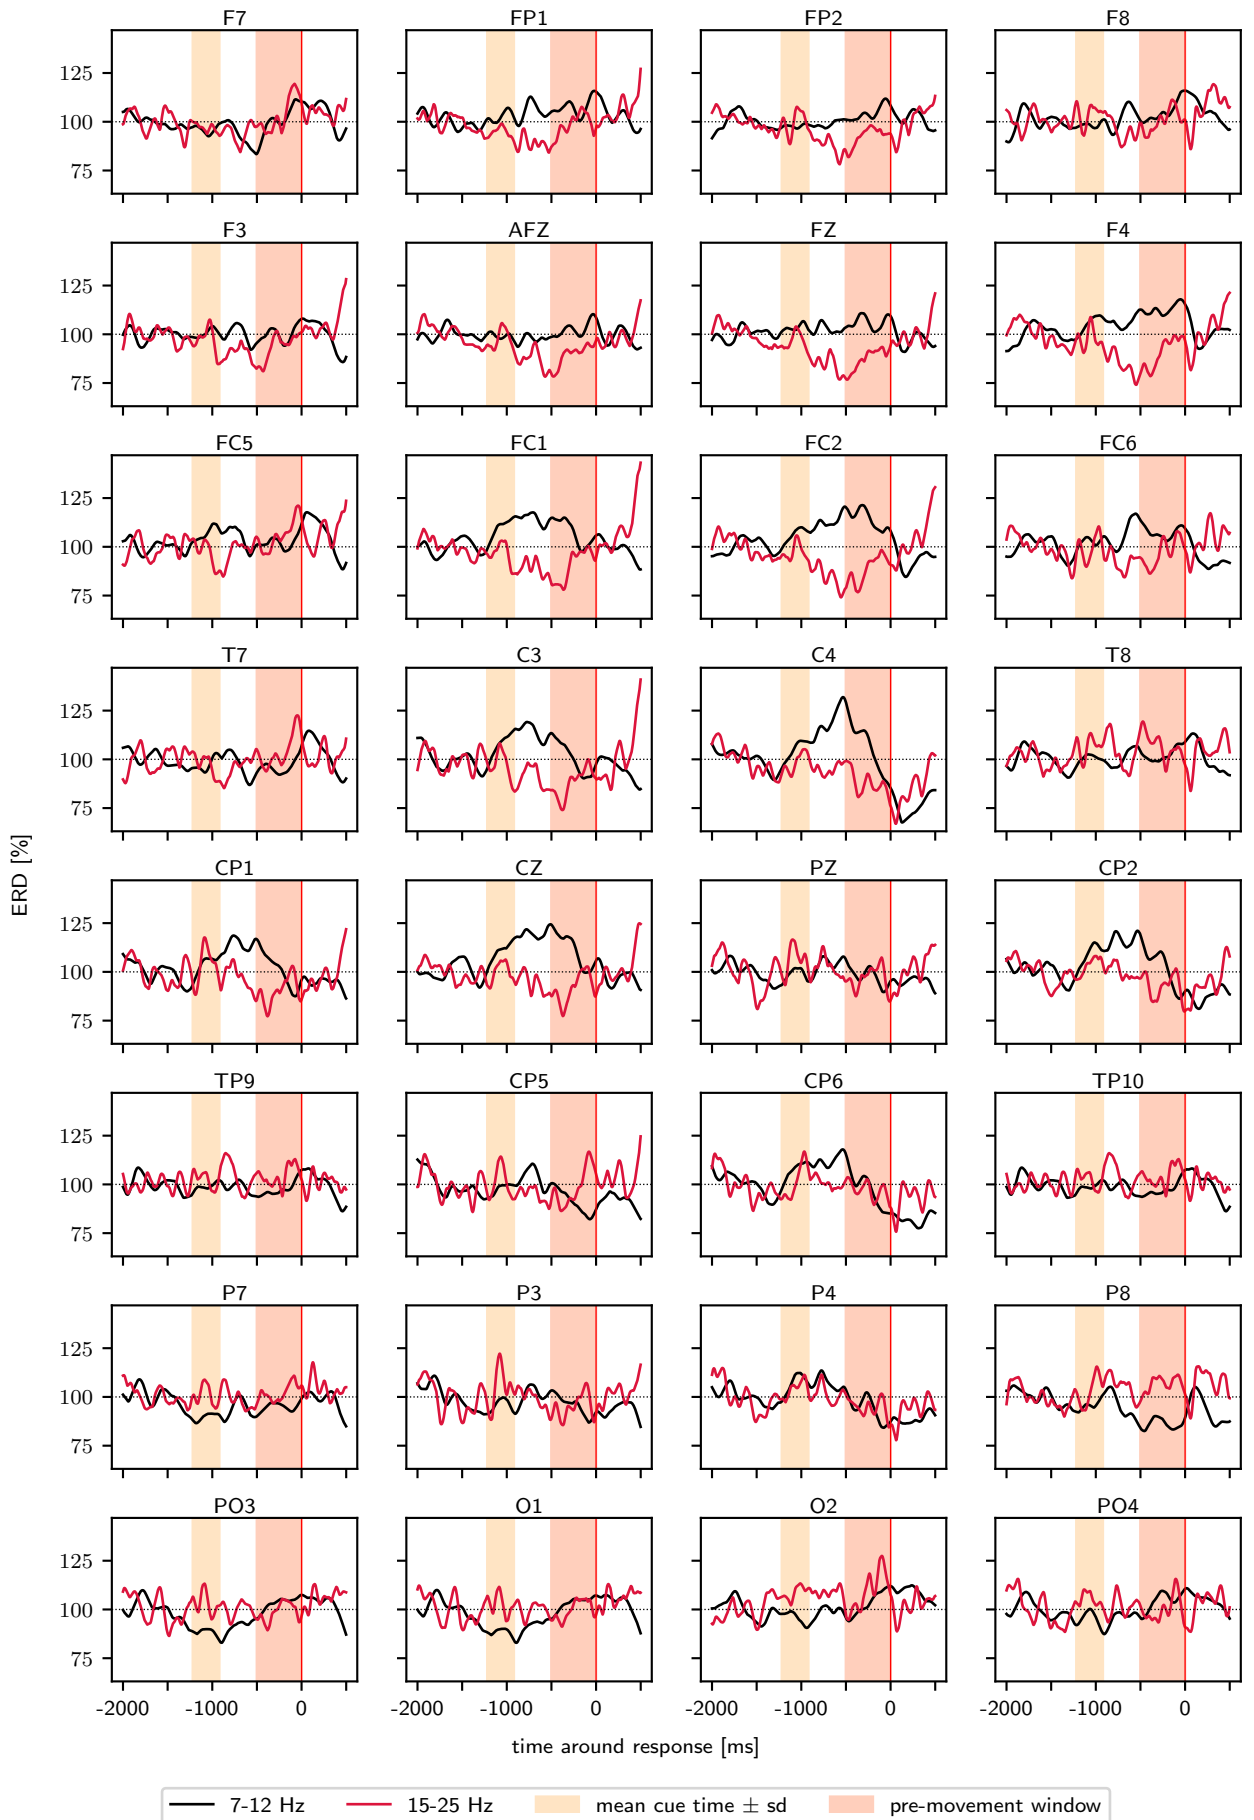 F7 FP1 FP2 F8
125
100
75
F3 AFZ FZ F4
125
100
75
FC5 FC1 FC2 FC6
125
100
75
T7 C3 C4 T8
125
100
75
ERD [%]
CP1 CZ PZ CP2
125
100
75
TP9 CP5 CP6 TP10
125
100
75
P7 P3 P4 P8
125
100
75
PO3 O1 O2 PO4
125
100
75
-2000 -1000 0 -2000 -1000 0 -2000 -1000 0 -2000 -1000 0
time around response [ms]
7-12 Hz 15-25 Hz mean cue time ± sd pre-movement window